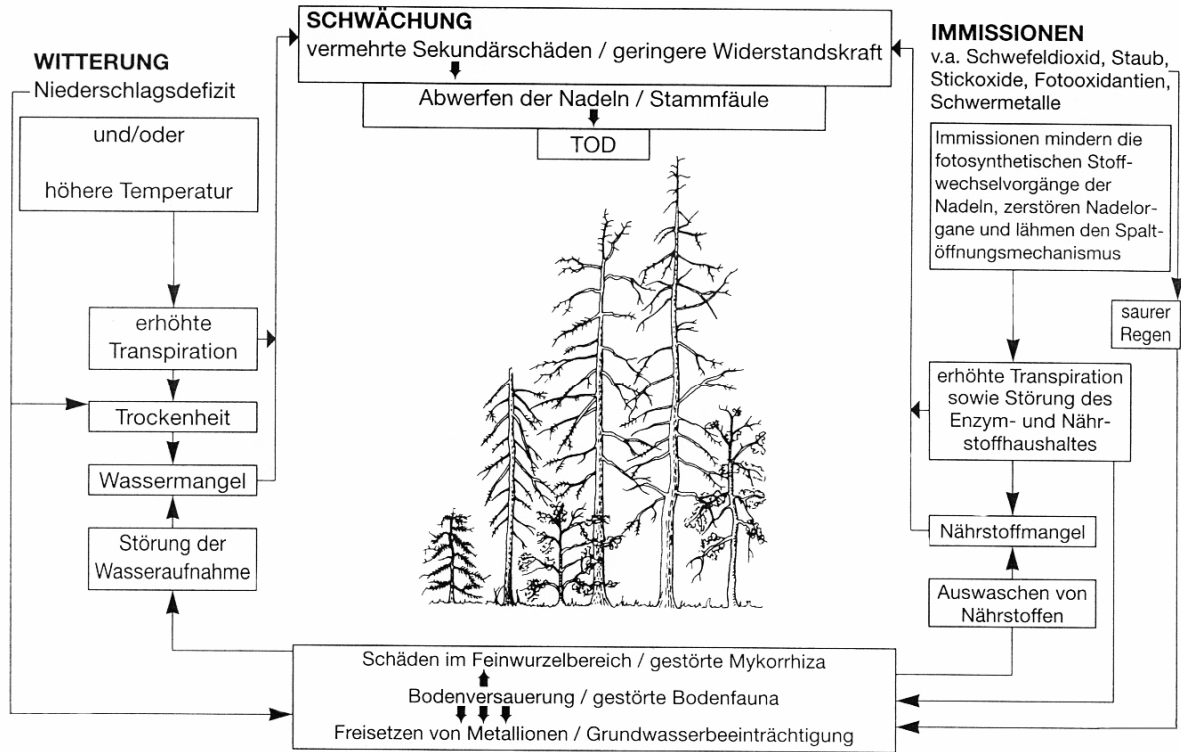 SCHWÄCHUNG
vermehrte Sekundärschäden / geringere Widerstandskraft
Abwerfen der Nadeln / Stammfäule
TOD
WITTERUNG
Niederschlagsdefizit
und/oder
höhere Temperatur
erhöhte
Transpiration
Trockenheit
Wassermangel
Störung der
Wasseraufnahme
IMMISSIONEN
v.a. Schwefeldioxid, Staub,
Stickoxide, Fotooxidantien,
Schwermetalle
Immissionen mindern die
fotosynthetischen Stoff-
wechselvorgänge der
Nadeln, zerstören Nadelor-
gane und lähmen den Spalt-
öffnungsmechanismus
saurer
Regen
erhöhte Transpiration
sowie Störung des
Enzym- und Nähr-
stoffhaushaltes
Nährstoffmangel
Auswaschen von
Nährstoffen
Schäden im Feinwurzelbereich / gestörte Mykorrhiza
Bodenversauerung / gestörte Bodenfauna
Freisetzen von Metallionen / Grundwasserbeeinträchtigung